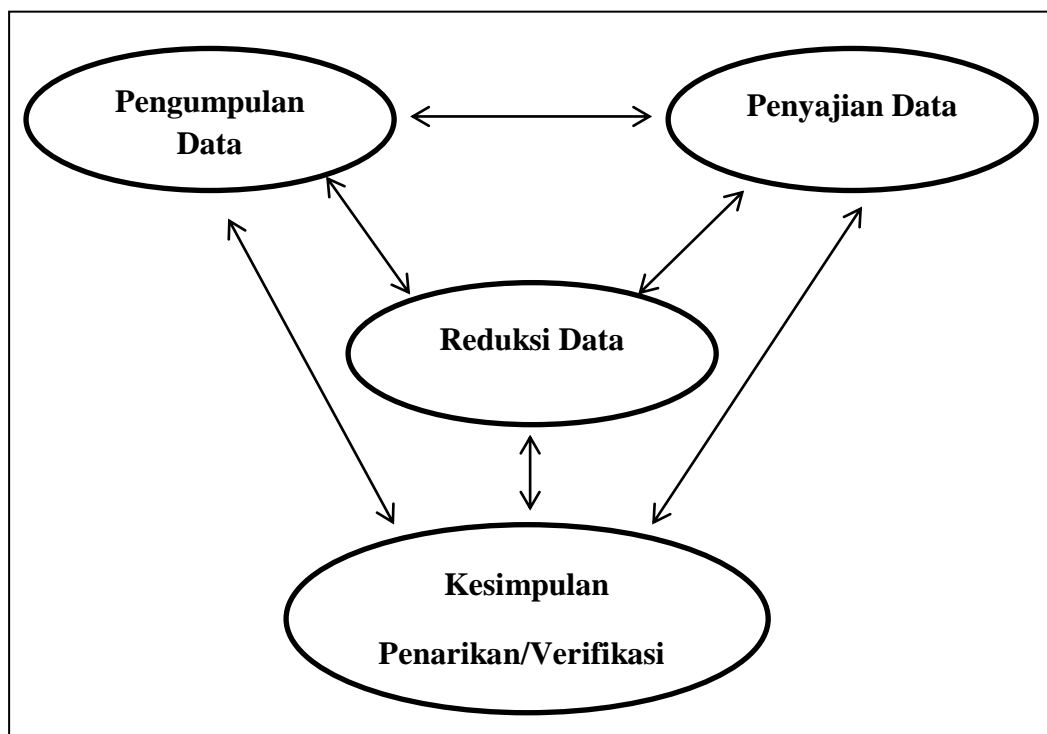 Pengumpulan
Data
Penyajian Data
Reduksi Data
Kesimpulan
Penarikan/Verifikasi